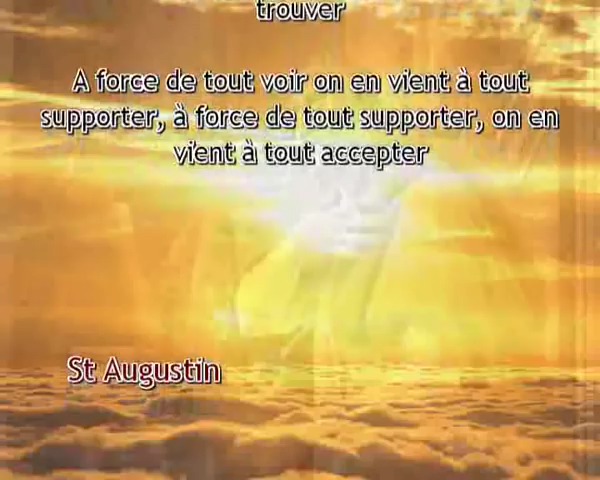 trouver
A force de tout voir on en vient à tout
supporter, à force de tout supporter, on en
vient à tout accepter
St Augustin